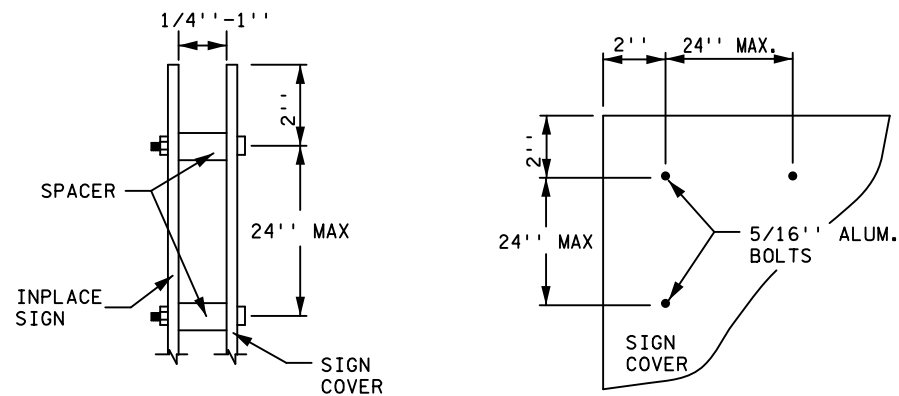 1/4''-1''
2''
SPACER
24'' MAX
INPLACE
SIGN
SIGN
COVER
2''
24'' MAX.
2''
24'' MAX
5/16'' ALUM.
BOLTS
SIGN
COVER